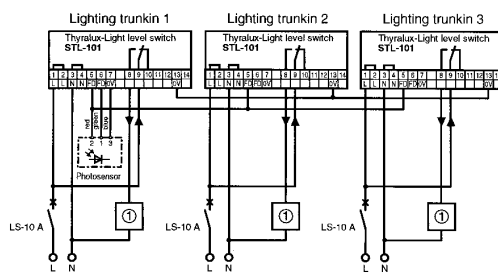 Lighting trunkin 1 Lighting trunkin 2 Lighting trunkin 3
Thyralux-Light level switch Thyralux-Light level switch Thyralux-Light level switch
STL-101 STL-101 STL-101
1 2 3 4 5 6 7 8 9 10 11 12 13 14 1 2 3 4 5 6 7 8 9 10 11 12 13 14 1 2 3 4 5 6 7 8 9 10 11 12 13 14
L L N N FD FD 0V 0V L L N N FD FD 0V 0V L L N N FD FD 0V 0V
red green blue
2 1 3
Photosensor
1 1 1
LS-10 A LS-10 A LS-10 A
L N L N L N